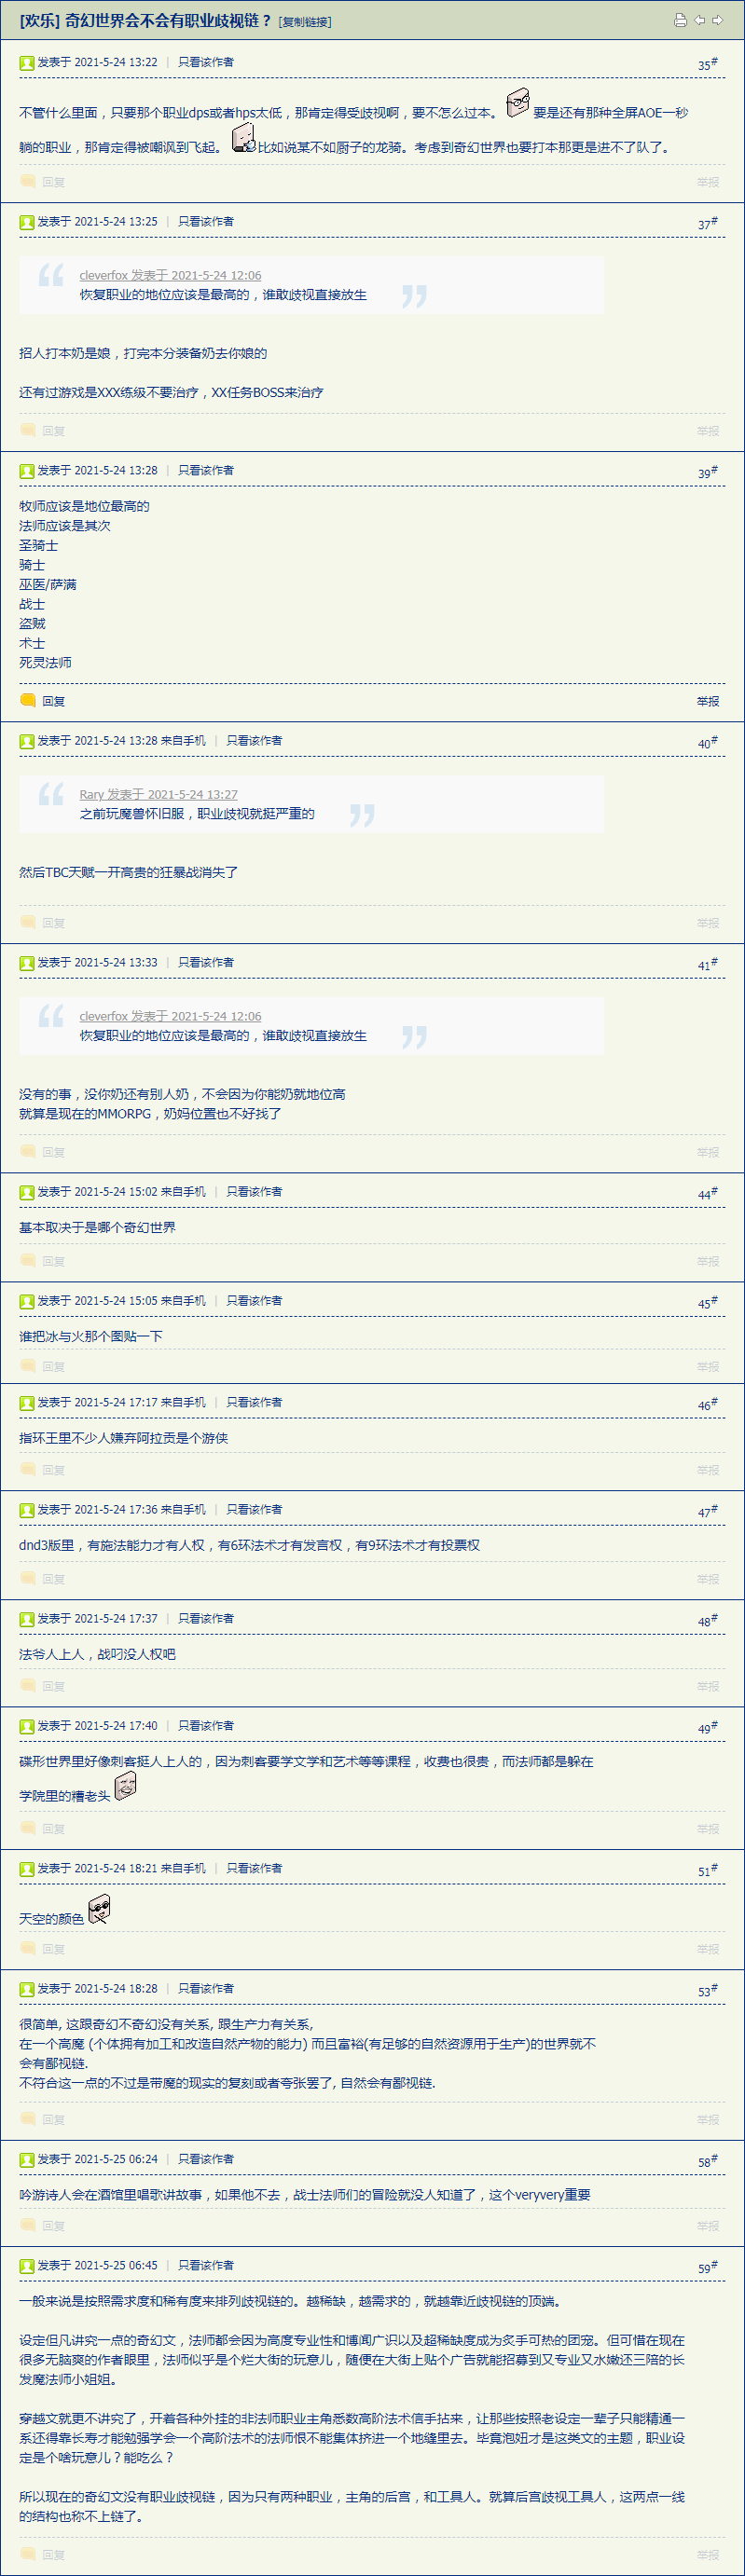 [欢乐] 奇幻世界会不会有职业歧视链？ [复制链接]
发表于 2021-5-24 13:22 | 只看该作者 35#
不管什么里面，只要那个职业dps或者hps太低，那肯定得受歧视啊，要不怎么过本。 要是还有那种全屏AOE一秒
躺的职业，那肯定得被嘲讽到飞起。 比如说某不如厨子的龙骑。考虑到奇幻世界也要打本那更是进不了队了。
回复 举报
发表于 2021-5-24 13:25 | 只看该作者 37#
cleverfox 发表于 2021-5-24 12:06
恢复职业的地位应该是最高的，谁敢歧视直接放生
招人打本奶是娘，打完本分装备奶去你娘的
还有过游戏是XXX练级不要治疗，XX任务BOSS来治疗
回复 举报
发表于 2021-5-24 13:28 | 只看该作者 39#
牧师应该是地位最高的
法师应该是其次
圣骑士
骑士
巫医/萨满
战士
盗贼
术士
死灵法师
回复 举报
发表于 2021-5-24 13:28 来自手机 | 只看该作者 40#
Rary 发表于 2021-5-24 13:27
之前玩魔兽怀旧服，职业歧视就挺严重的
然后TBC天赋一开高贵的狂暴战消失了
回复 举报
发表于 2021-5-24 13:33 | 只看该作者 41#
cleverfox 发表于 2021-5-24 12:06
恢复职业的地位应该是最高的，谁敢歧视直接放生
没有的事，没你奶还有别人奶，不会因为你能奶就地位高
就算是现在的MMORPG，奶妈位置也不好找了
回复 举报
发表于 2021-5-24 15:02 来自手机 | 只看该作者 44#
基本取决于是哪个奇幻世界
回复 举报
发表于 2021-5-24 15:05 来自手机 | 只看该作者 45#
谁把冰与火那个图贴一下
回复 举报
发表于 2021-5-24 17:17 来自手机 | 只看该作者 46#
指环王里不少人嫌弃阿拉贡是个游侠
回复 举报
发表于 2021-5-24 17:36 来自手机 | 只看该作者 47#
dnd3版里，有施法能力才有人权，有6环法术才有发言权，有9环法术才有投票权
回复 举报
发表于 2021-5-24 17:37 | 只看该作者 48#
法爷人上人，战叼没人权吧
回复 举报
发表于 2021-5-24 17:40 | 只看该作者 49#
碟形世界里好像刺客挺人上人的，因为刺客要学文学和艺术等等课程，收费也很贵，而法师都是躲在
学院里的糟老头
回复 举报
发表于 2021-5-24 18:21 来自手机 | 只看该作者 51#
天空的颜色
回复 举报
发表于 2021-5-24 18:28 | 只看该作者 53#
很简单, 这跟奇幻不奇幻没有关系, 跟生产力有关系,
在一个高魔 (个体拥有加工和改造自然产物的能力) 而且富裕(有足够的自然资源用于生产)的世界就不
会有鄙视链.
不符合这一点的不过是带魔的现实的复刻或者夸张罢了, 自然会有鄙视链.
回复 举报
发表于 2021-5-25 06:24 | 只看该作者 58#
吟游诗人会在酒馆里唱歌讲故事，如果他不去，战士法师们的冒险就没人知道了，这个veryvery重要
回复 举报
发表于 2021-5-25 06:45 | 只看该作者 59#
一般来说是按照需求度和稀有度来排列歧视链的。越稀缺，越需求的，就越靠近歧视链的顶端。
设定但凡讲究一点的奇幻文，法师都会因为高度专业性和博闻广识以及超稀缺度成为炙手可热的团宠。但可惜在现在
很多无脑爽的作者眼里，法师似乎是个烂大街的玩意儿，随便在大街上贴个广告就能招募到又专业又水嫩还三陪的长
发魔法师小姐姐。
穿越文就更不讲究了，开着各种外挂的非法师职业主角悉数高阶法术信手拈来，让那些按照老设定一辈子只能精通一
系还得靠长寿才能勉强学会一个高阶法术的法师恨不能集体挤进一个地缝里去。毕竟泡妞才是这类文的主题，职业设
定是个啥玩意儿？能吃么？
所以现在的奇幻文没有职业歧视链，因为只有两种职业，主角的后宫，和工具人。就算后宫歧视工具人，这两点一线
的结构也称不上链了。
回复 举报